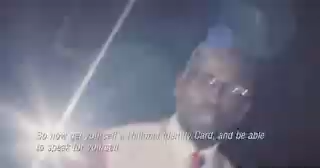 So now get yourself a National Identity Card, and be able
to speak for yourself.